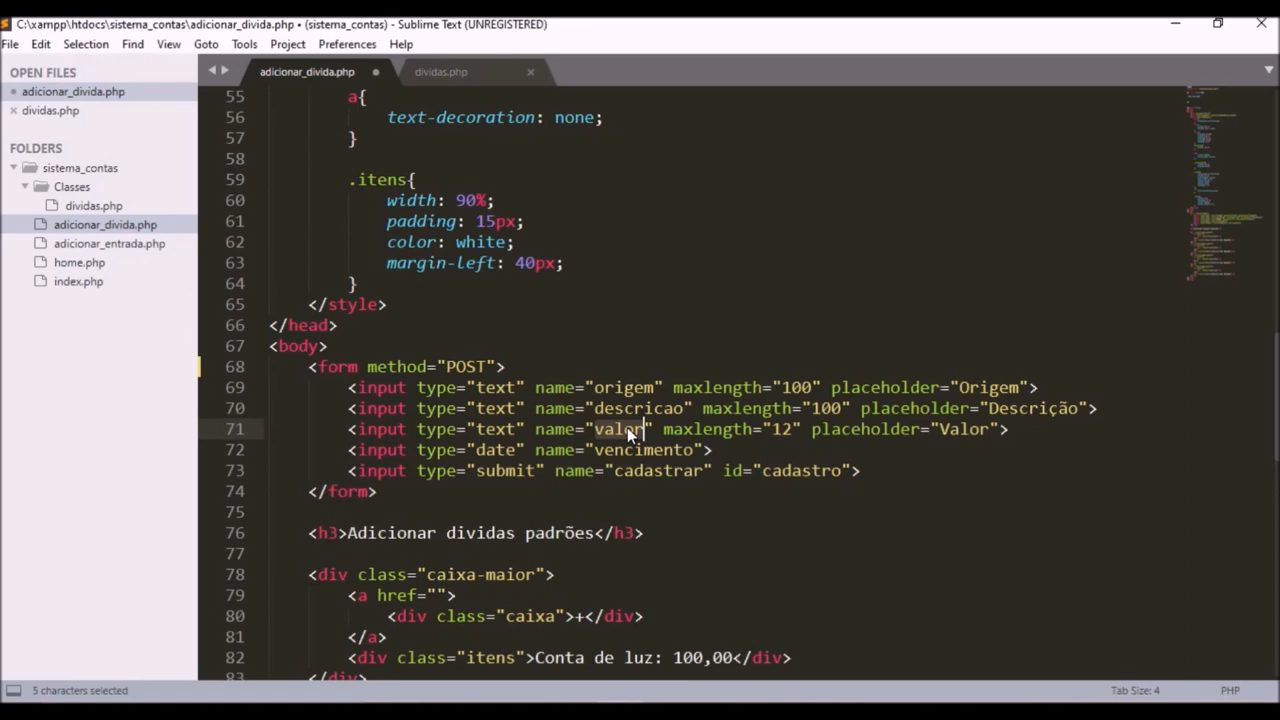 C:\xampp\htdocs\sistema_contas\adicionar_divida.php • (sistema_contas) - Sublime Text (UNREGISTERED)
File Edit Selection Find View Goto Tools Project Preferences Help
OPEN FILES
adicionar_divida.php
dividas.php
FOLDERS
sistema_contas
Classes
dividas.php
adicionar_divida.php
adicionar_entrada.php
home.php
index.php
adicionar_divida.php dividas.php
55 a{
56 text-decoration: none;
57 }
58
59 .itens{
60 width: 90%;
61 padding: 15px;
62 color: white;
63 margin-left: 40px;
64 }
65 </style>
66 </head>
67 <body>
68 <form method="POST">
69 <input type="text" name="origem" maxlength="100" placeholder="Origem">
70 <input type="text" name="descricao" maxlength="100" placeholder="Descrição">
71 <input type="text" name="valor" maxlength="12" placeholder="Valor">
72 <input type="date" name="vencimento">
73 <input type="submit" name="cadastrar" id="cadastro">
74 </form>
75
76 <h3>Adicionar dividas padrões</h3>
77
78 <div class="caixa-maior">
79 <a href="">
80 <div class="caixa">+</div>
81 </a>
82 <div class="itens">Conta de luz: 100,00</div>
83 </div>
5 characters selected Tab Size: 4 PHP